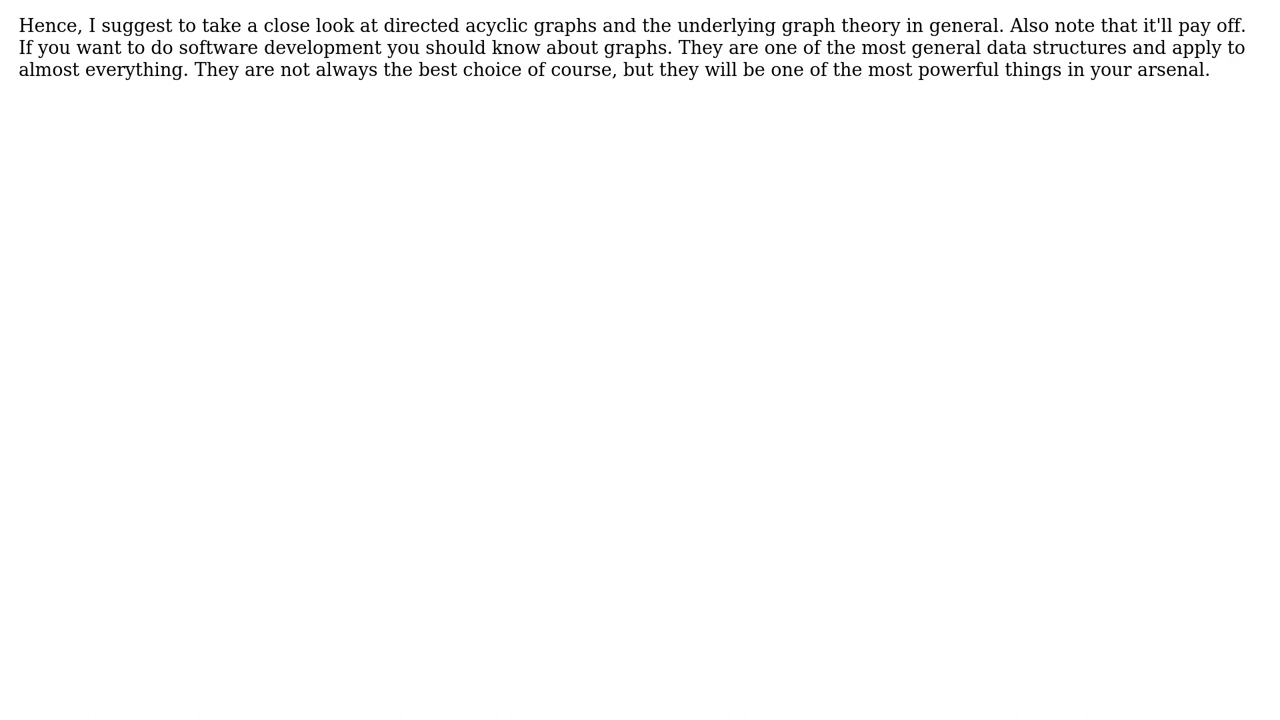 Hence, I suggest to take a close look at directed acyclic graphs and the underlying graph theory in general. Also note that it'll pay off.
If you want to do software development you should know about graphs. They are one of the most general data structures and apply to
almost everything. They are not always the best choice of course, but they will be one of the most powerful things in your arsenal.